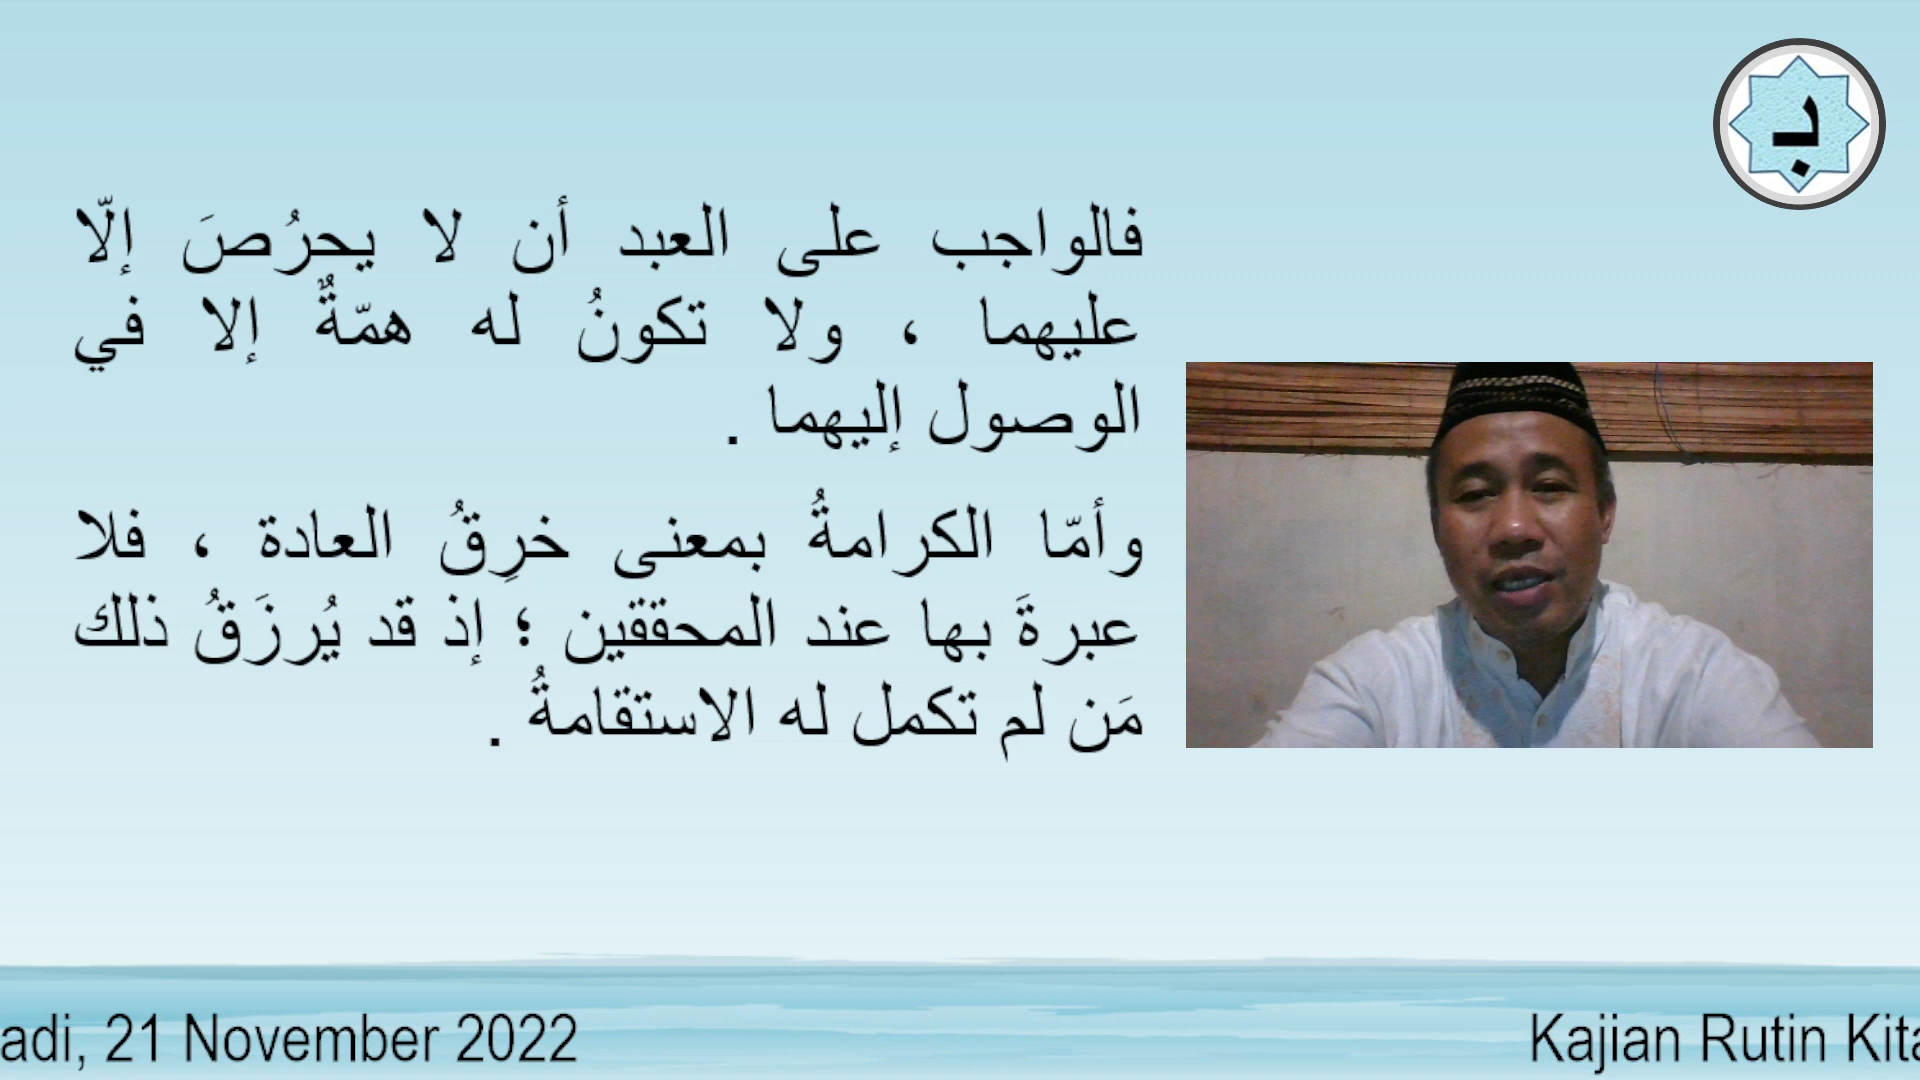 ب
فالواجب على العبد أن لا يحرُصَ إلّا
عليهما ، ولا تكونُ له همّةٌ إلا في
الوصول إليهما .
وأمّا الكرامةُ بمعنى خرِقُ العادة ، فلا
عبرةَ بها عند المحققين ؛ إذ قد يُرزَقُ ذلك
مَن لم تكمل له الاستقامةُ .
adi, 21 November 2022
Kajian Rutin Kita